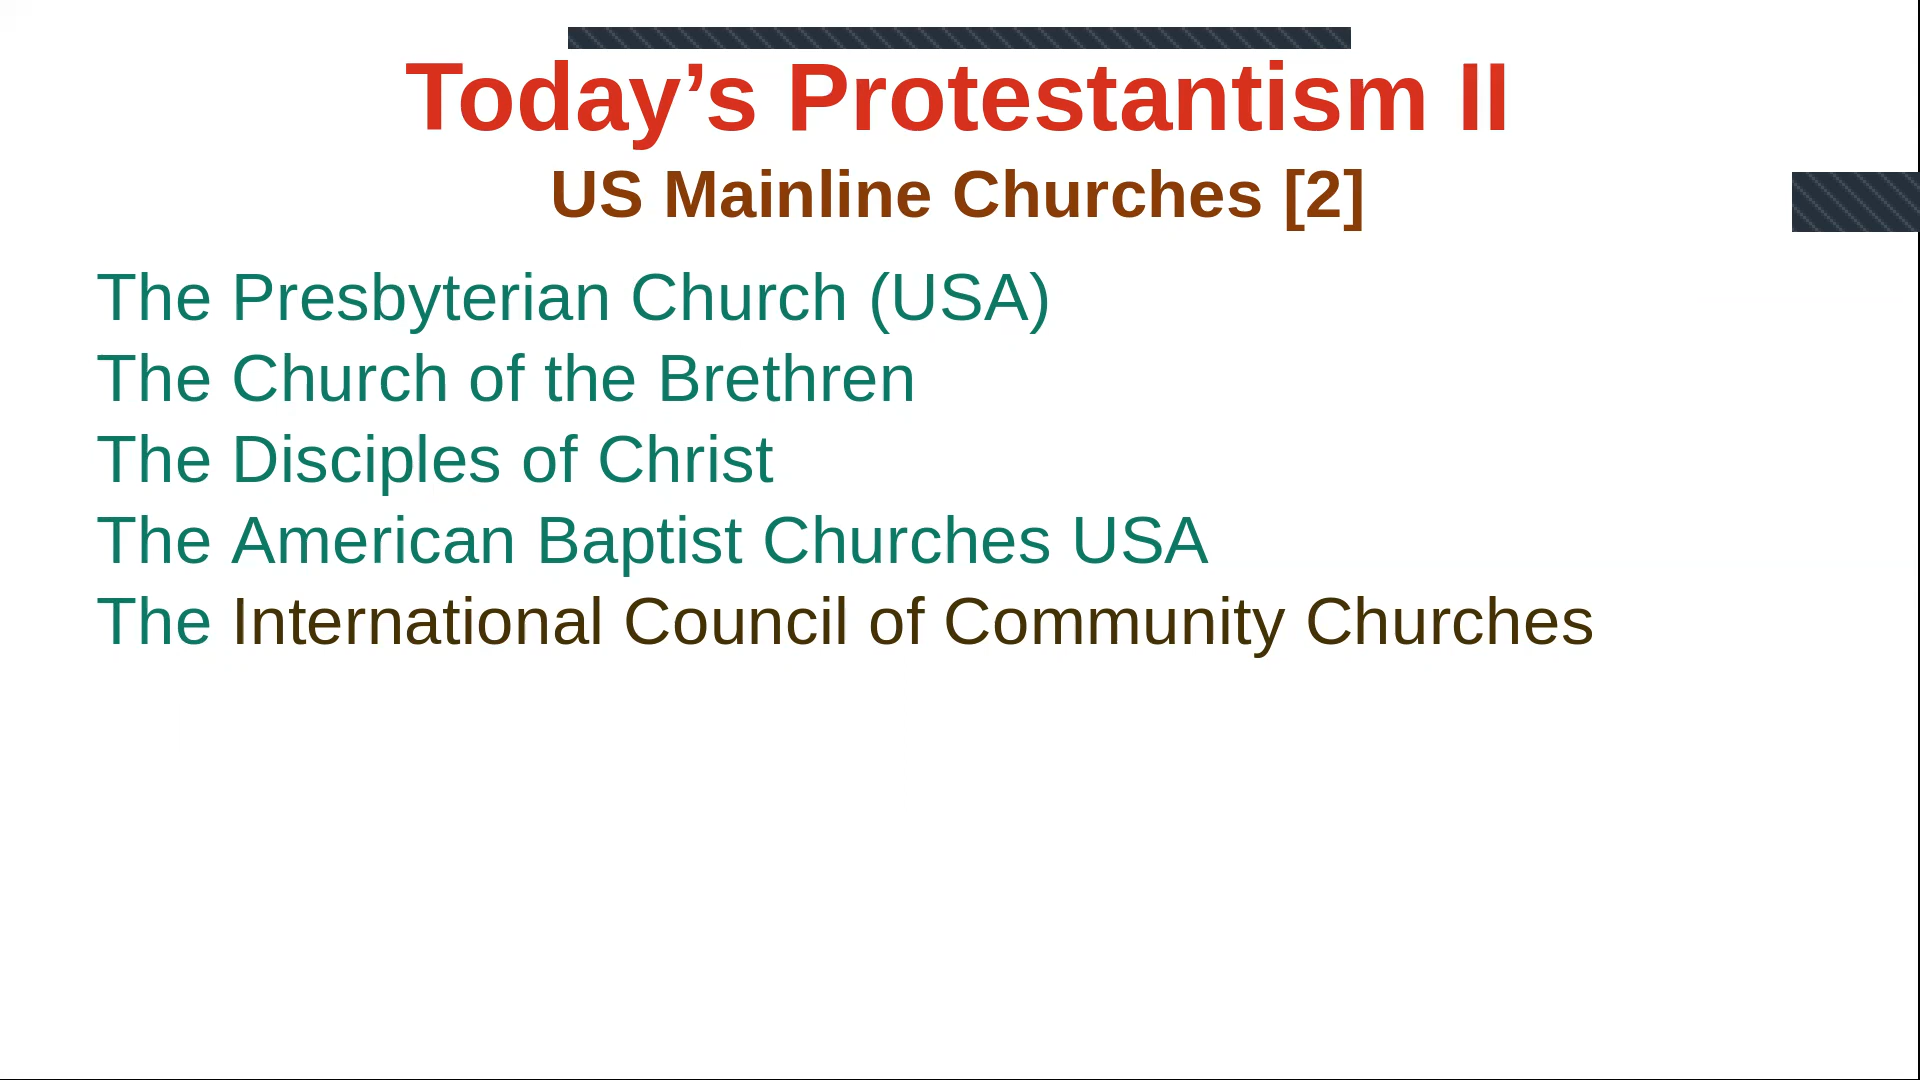 Today’s Protestantism II
US Mainline Churches [2]
The Presbyterian Church (USA)
The Church of the Brethren
The Disciples of Christ
The American Baptist Churches USA
The International Council of Community Churches